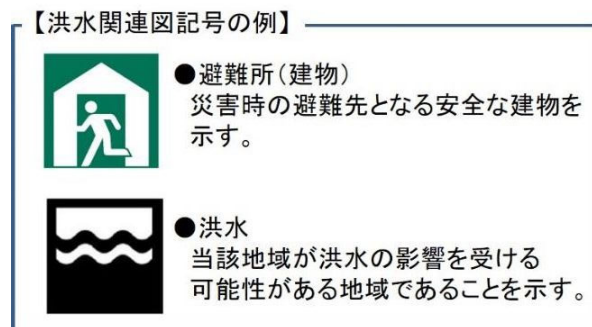 【洪水関連図記号の例】
●避難所(建物)
災害時の避難先となる安全な建物を
示す。
●洪水
当該地域が洪水の影響を受ける
可能性がある地域であることを示す。